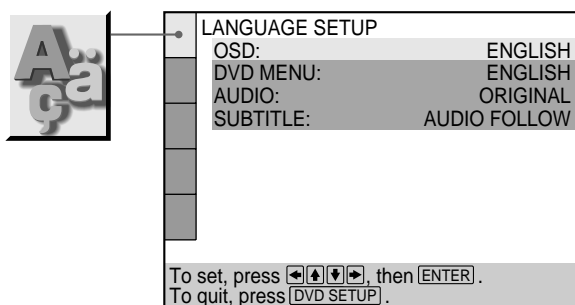 Aäç
LANGUAGE SETUP
OSD: ENGLISH
DVD MENU: ENGLISH
AUDIO: ORIGINAL
SUBTITLE: AUDIO FOLLOW
To set, press ←↑↓→, then ENTER.
To quit, press DVD SETUP.